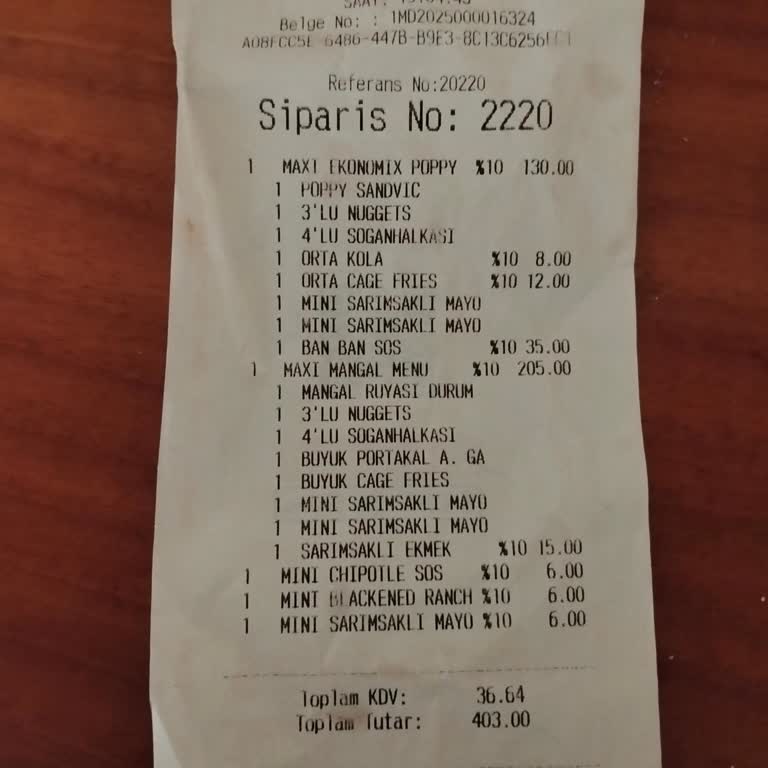 Belge No: : 1MD2025000016324
Referans No:20220
Siparis No: 2220
1 MAXI EKONOMIX POPPY %10 130.00
1 POPPY SANDVIC
1 3'LU NUGGETS
1 4'LU SOGANHALKASI
1 ORTA KOLA %10 8.00
1 ORTA CAGE FRIES %10 12.00
1 MINI SARIMSAKLI MAYO
1 MINI SARIMSAKLI MAYO
1 BAN BAN SOS %10 35.00
1 MAXI MANGAL MENU %10 205.00
1 MANGAL RUYASI DURUM
1 3'LU NUGGETS
1 4'LU SOGANHALKASI
1 BUYUK PORTAKAL A. GA
1 BUYUK CAGE FRIES
1 MINI SARIMSAKLI MAYO
1 MINI SARIMSAKLI MAYO
1 SARIMSAKLI EKMEK %10 15.00
1 MINI CHIPOTLE SOS %10 6.00
1 MINI BLACKENED RANCH %10 6.00
1 MINI SARIMSAKLI MAYO %10 6.00
Toplam KDV: 36.64
Toplam Tutar: 403.00